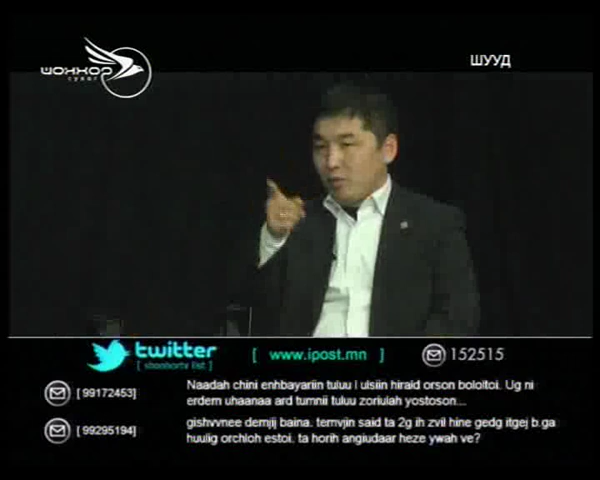 шонхор
суваг
ШУУД
twitter
[ shonhortv list ]
[ www.ipost.mn ]
152515
[ 99172453]
Naadah chini enhbayariin tuluu l ulsiin hiraid orson boloitoi. Ug ni
erdem uhaanaa ard tumnii tuluu zoriulah yostoson...
[ 99295194]
gishvvnee demjij baina. temvjin said ta 2g ih zvil hine gedg itgej b.ga
huulig orchloh estoi. ta horih angiudaar heze ywah ve?